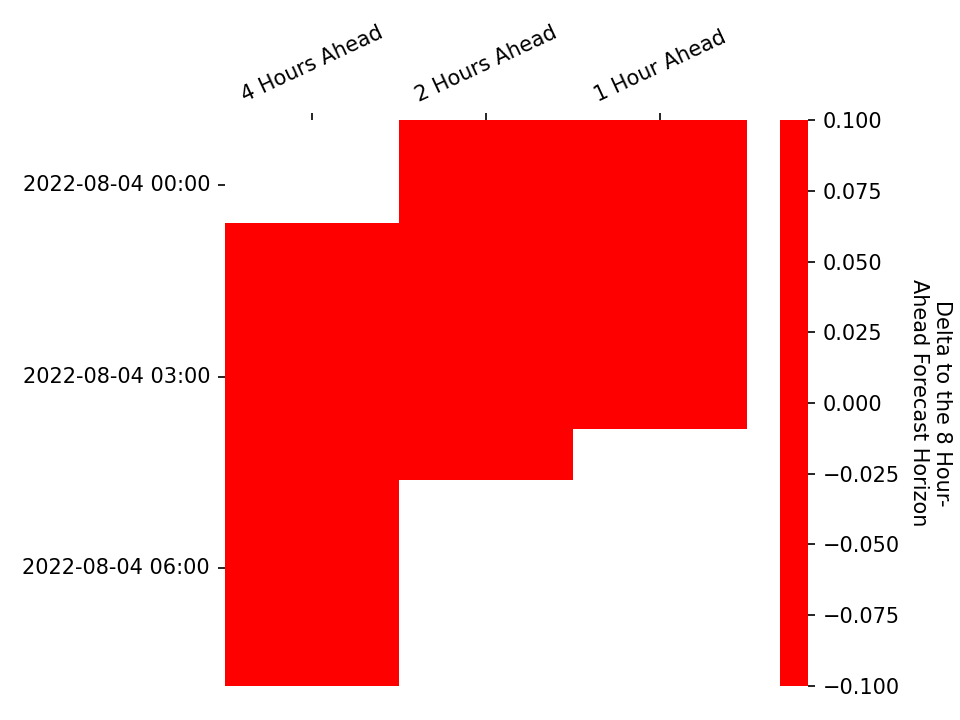 4 Hours Ahead
2 Hours Ahead
1 Hour Ahead
2022-08-04 00:00
2022-08-04 03:00
2022-08-04 06:00
0.100
0.075
0.050
0.025
0.000
−0.025
−0.050
−0.075
−0.100
Delta to the 8 Hour-
Ahead Forecast Horizon